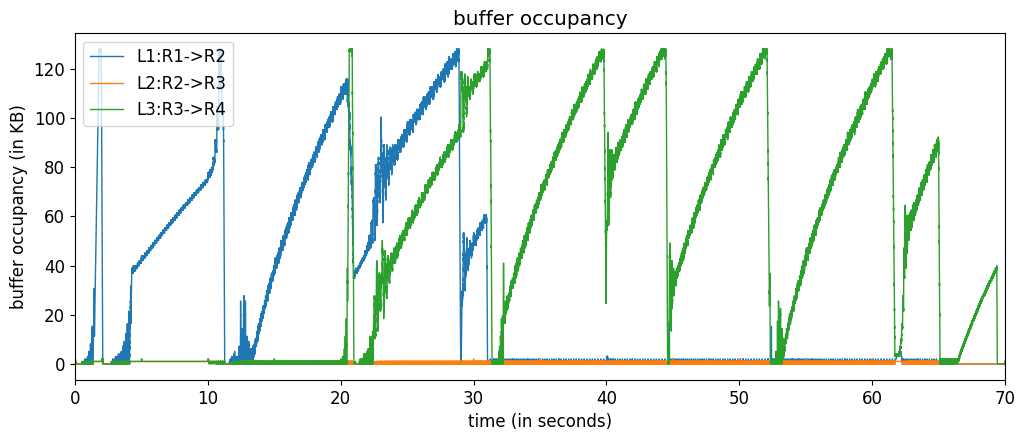 buffer occupancy
L1:R1->R2
L2:R2->R3
L3:R3->R4
buffer occupancy (in KB)
120
100
80
60
40
20
0
0 10 20 30 40 50 60 70
time (in seconds)